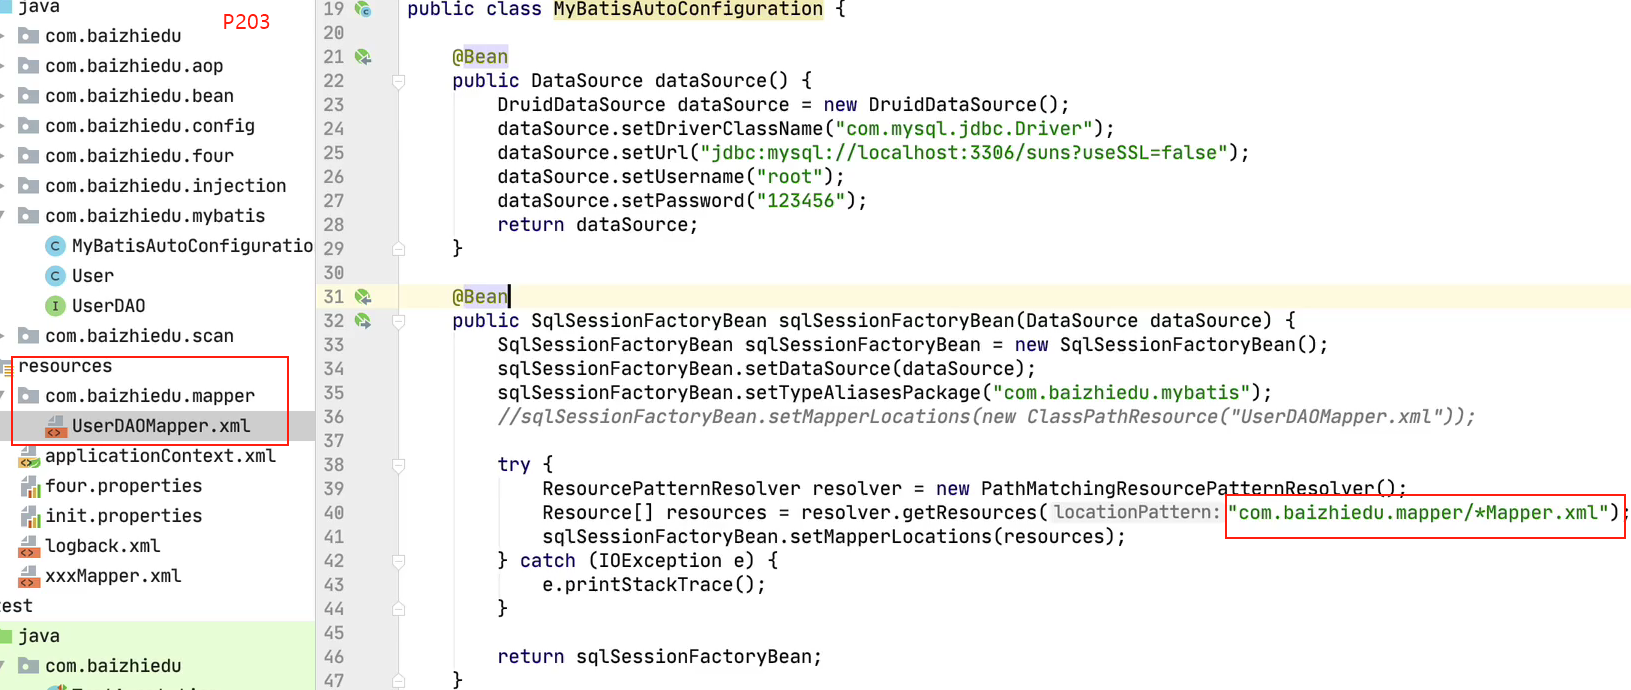 java
P203
com.baizhiedu
com.baizhiedu.aop
com.baizhiedu.bean
com.baizhiedu.config
com.baizhiedu.four
com.baizhiedu.injection
com.baizhiedu.mybatis
MyBatisAutoConfiguratio
User
UserDAO
com.baizhiedu.scan
resources
com.baizhiedu.mapper
UserDAOMapper.xml
applicationContext.xml
four.properties
init.properties
logback.xml
xxxMapper.xml
test
java
com.baizhiedu
19 public class MyBatisAutoConfiguration {
20
21 @Bean
22 public DataSource dataSource() {
23 DruidDataSource dataSource = new DruidDataSource();
24 dataSource.setDriverClassName("com.mysql.jdbc.Driver");
25 dataSource.setUrl("jdbc:mysql://localhost:3306/suns?useSSL=false");
26 dataSource.setUsername("root");
27 dataSource.setPassword("123456");
28 return dataSource;
29 }
30
31 @Bean
32 public SqlSessionFactoryBean sqlSessionFactoryBean(DataSource dataSource) {
33 SqlSessionFactoryBean sqlSessionFactoryBean = new SqlSessionFactoryBean();
34 sqlSessionFactoryBean.setDataSource(dataSource);
35 sqlSessionFactoryBean.setTypeAliasesPackage("com.baizhiedu.mybatis");
36 //sqlSessionFactoryBean.setMapperLocations(new ClassPathResource("UserDAOMapper.xml"));
37
38 try {
39 ResourcePatternResolver resolver = new PathMatchingResourcePatternResolver();
40 Resource[] resources = resolver.getResources( locationPattern: "com.baizhiedu.mapper/*Mapper.xml");
41 sqlSessionFactoryBean.setMapperLocations(resources);
42 } catch (IOException e) {
43 e.printStackTrace();
44 }
45
46 return sqlSessionFactoryBean;
47 }